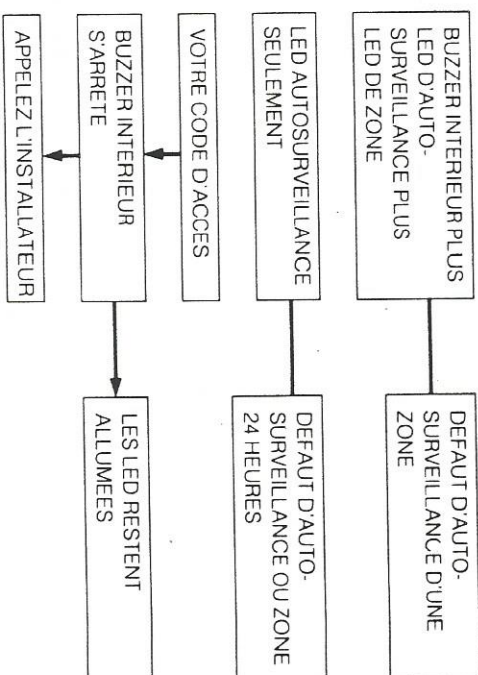 BUZZER INTERIEUR PLUS
LED D'AUTO-
SURVEILLANCE PLUS
LED DE ZONE
DEFAUT D'AUTO-
SURVEILLANCE D'UNE
ZONE
LED AUTOSURVEILLANCE
SEULEMENT
DEFAUT D'AUTO-
SURVEILLANCE OU ZONE
24 HEURES
VOTRE CODE D'ACCES
BUZZER INTERIEUR
S'ARRETE
LES LED RESTENT
ALLUMEES
APPELEZ L'INSTALLATEUR